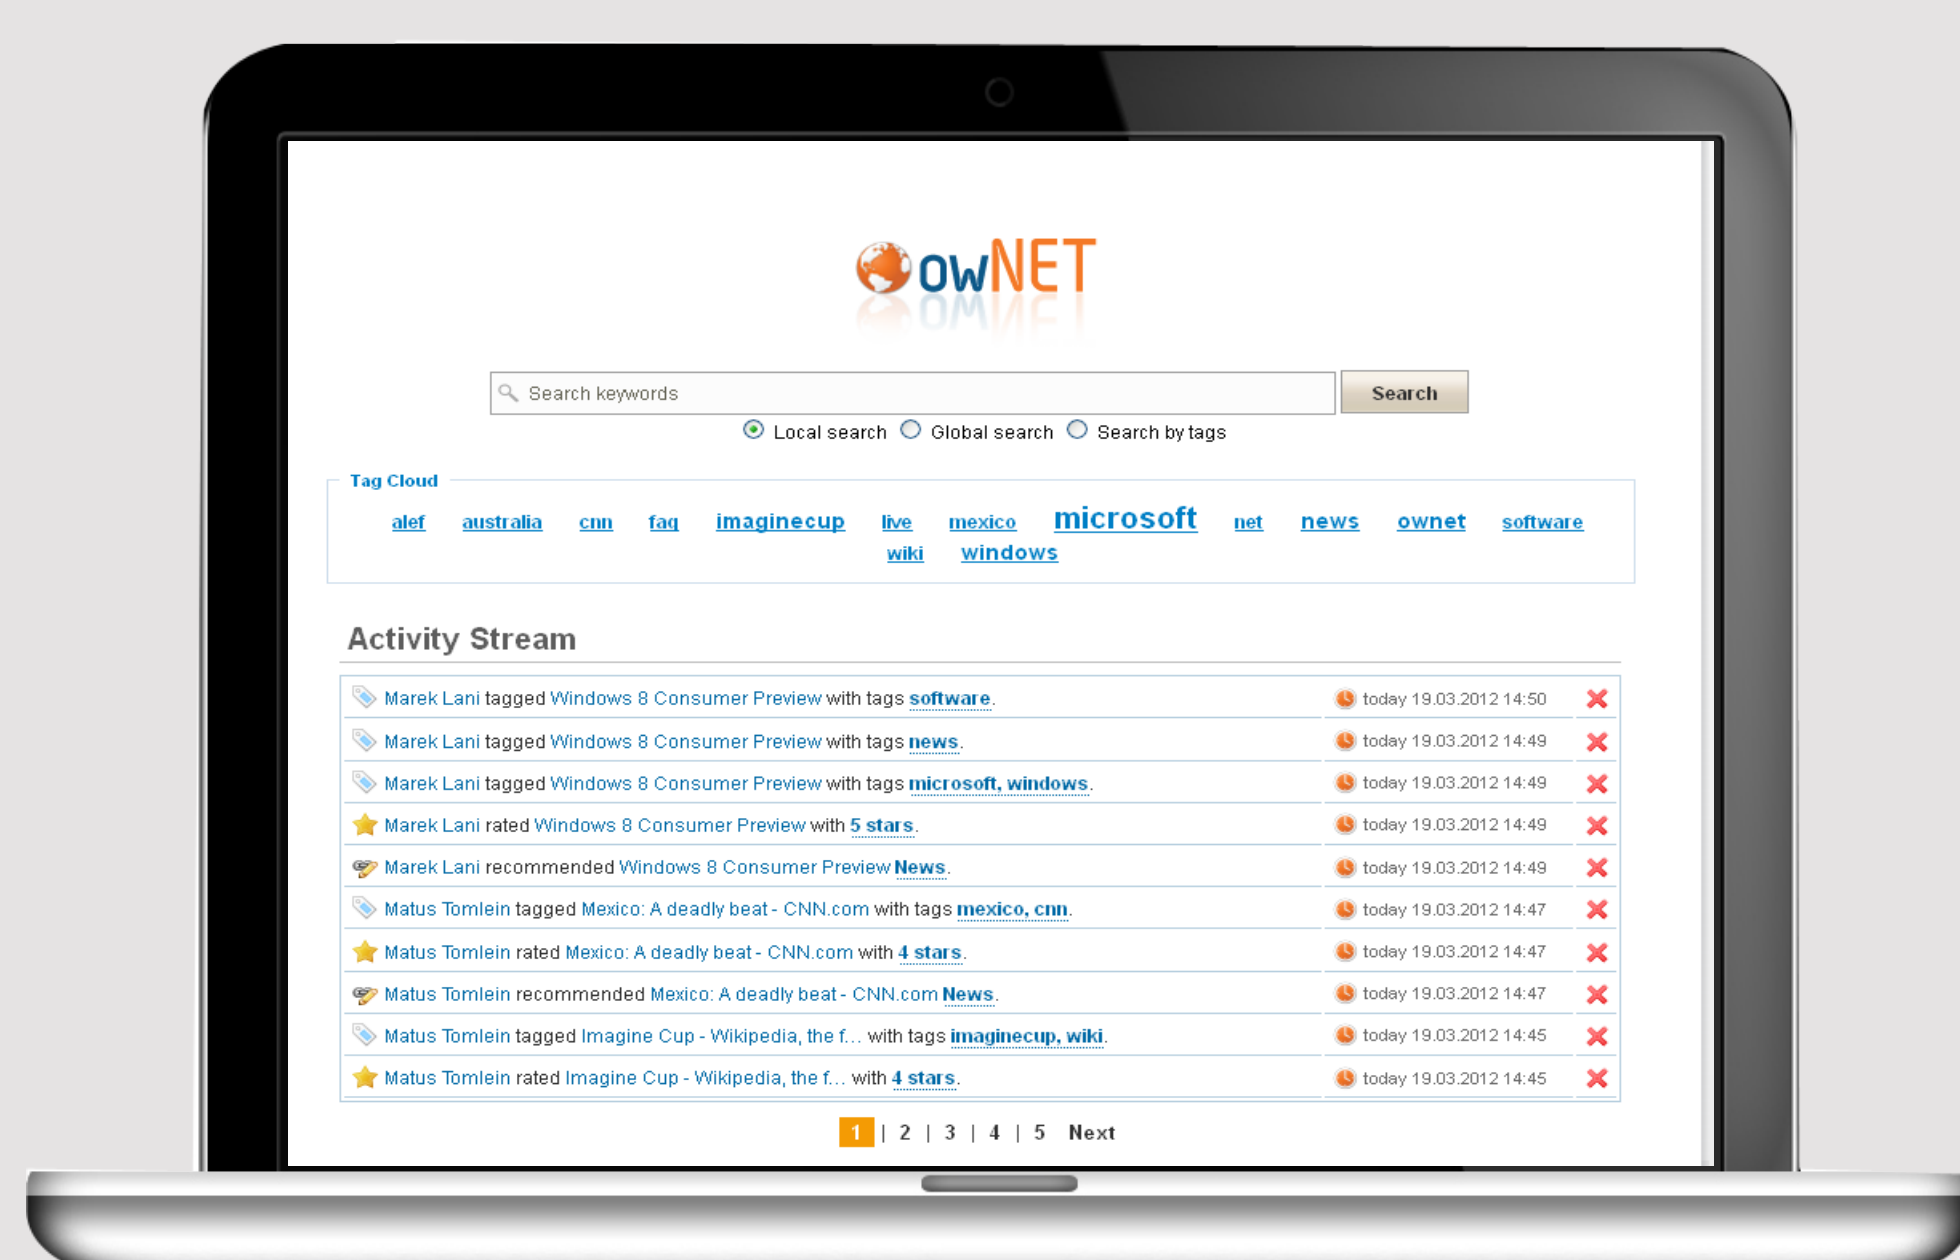 owNET
Search keywords Search
Local search Global search Search by tags
Tag Cloud
alef australia cnn faq imaginecup live mexico microsoft net news ownet software
wiki windows
Activity Stream
Marek Lani tagged Windows 8 Consumer Preview with tags software. today 19.03.2012 14:50
Marek Lani tagged Windows 8 Consumer Preview with tags news. today 19.03.2012 14:49
Marek Lani tagged Windows 8 Consumer Preview with tags microsoft, windows. today 19.03.2012 14:49
Marek Lani rated Windows 8 Consumer Preview with 5 stars. today 19.03.2012 14:49
Marek Lani recommended Windows 8 Consumer Preview News. today 19.03.2012 14:49
Matus Tomlein tagged Mexico: A deadly beat - CNN.com with tags mexico, cnn. today 19.03.2012 14:47
Matus Tomlein rated Mexico: A deadly beat - CNN.com with 4 stars. today 19.03.2012 14:47
Matus Tomlein recommended Mexico: A deadly beat - CNN.com News. today 19.03.2012 14:47
Matus Tomlein tagged Imagine Cup - Wikipedia, the f... with tags imaginecup, wiki. today 19.03.2012 14:45
Matus Tomlein rated Imagine Cup - Wikipedia, the f... with 4 stars. today 19.03.2012 14:45
1 | 2 | 3 | 4 | 5 Next